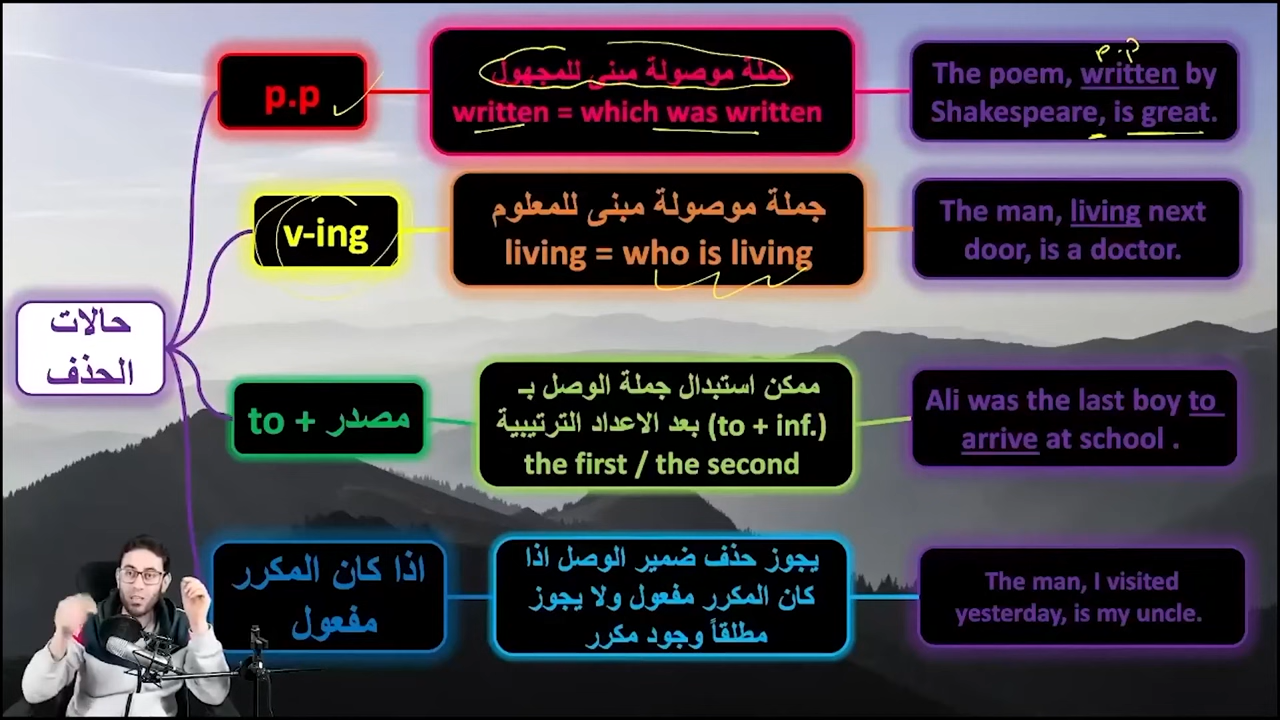 حالات
الحذف
p.p
جملة موصولة مبنى للمجهول
written = which was written
p.p
The poem, written by
Shakespeare, is great.
v-ing
جملة موصولة مبنى للمعلوم
living = who is living
The man, living next
door, is a doctor.
to + مصدر
ممكن استبدال جملة الوصل بـ
(to + inf.) بعد الاعداد الترتيبية
the first / the second
Ali was the last boy to
arrive at school .
اذا كان المكرر
مفعول
يجوز حذف ضمير الوصل اذا
كان المكرر مفعول ولا يجوز
مطلقاً وجود مكرر
The man, I visited
yesterday, is my uncle.